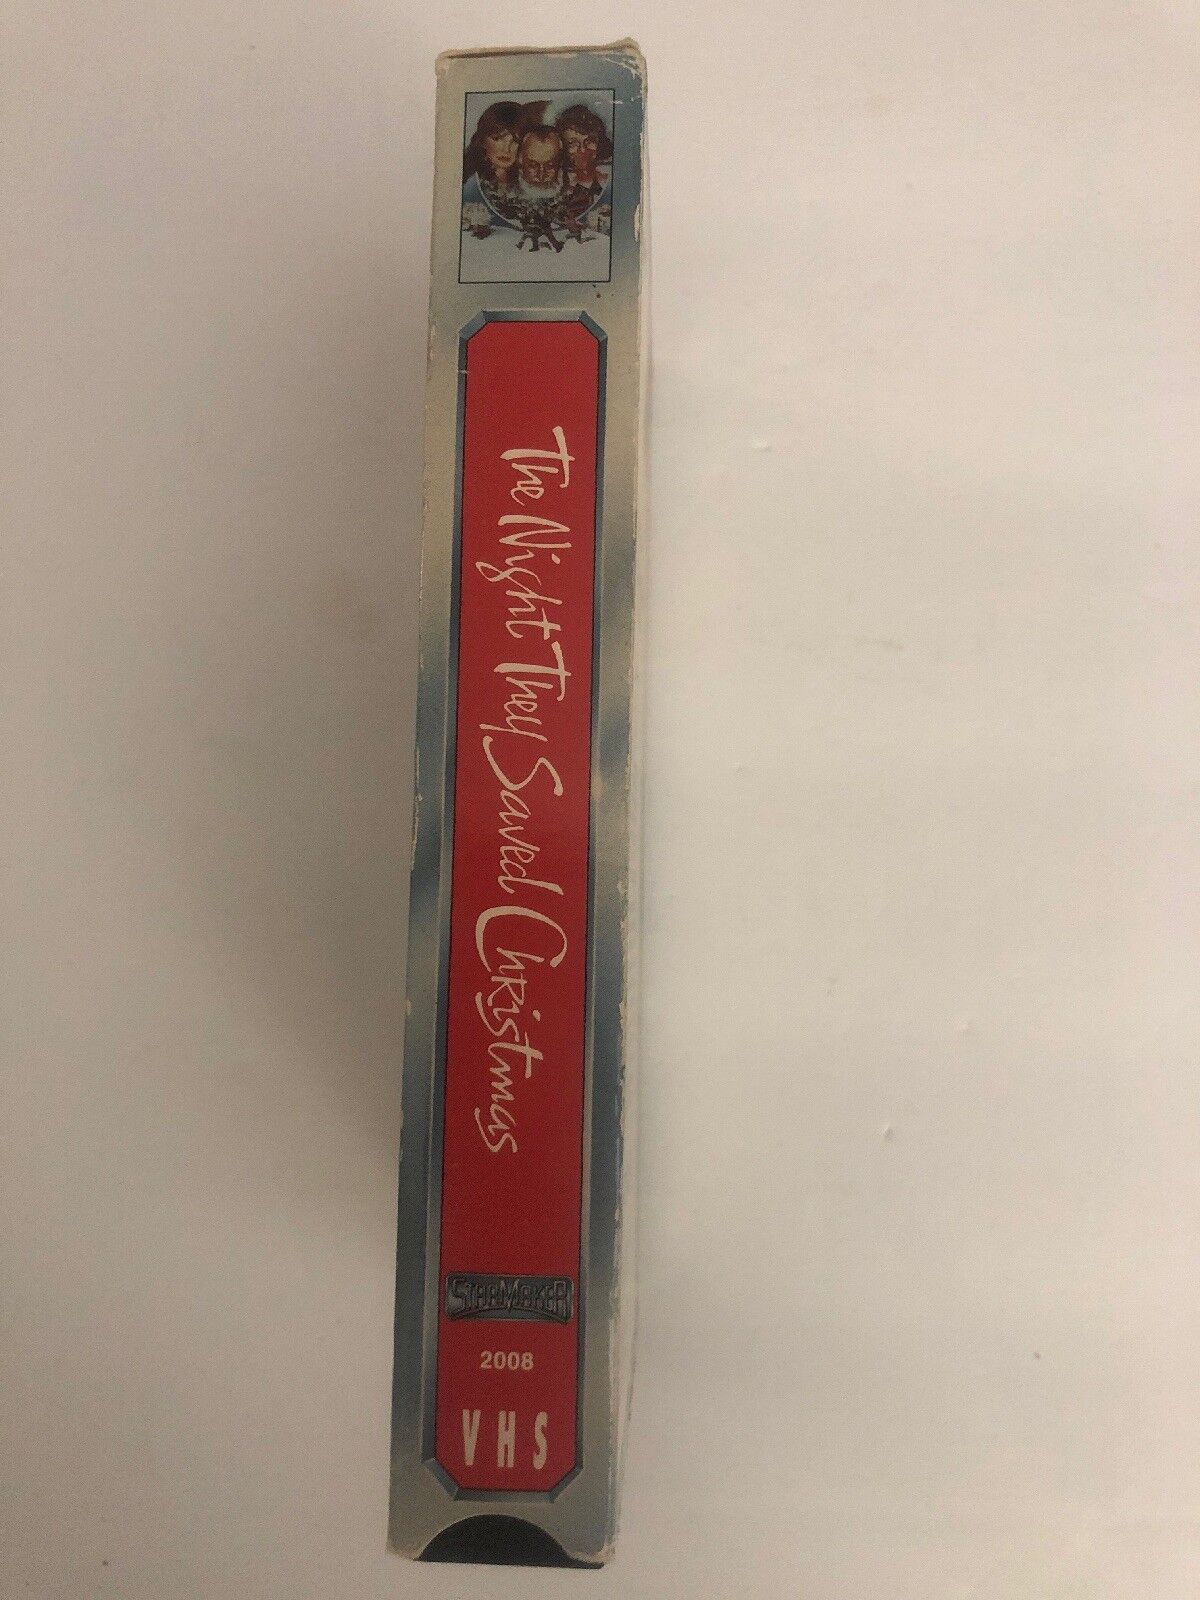 The Night They Saved Christmas
STARMAKER
2008
VHS